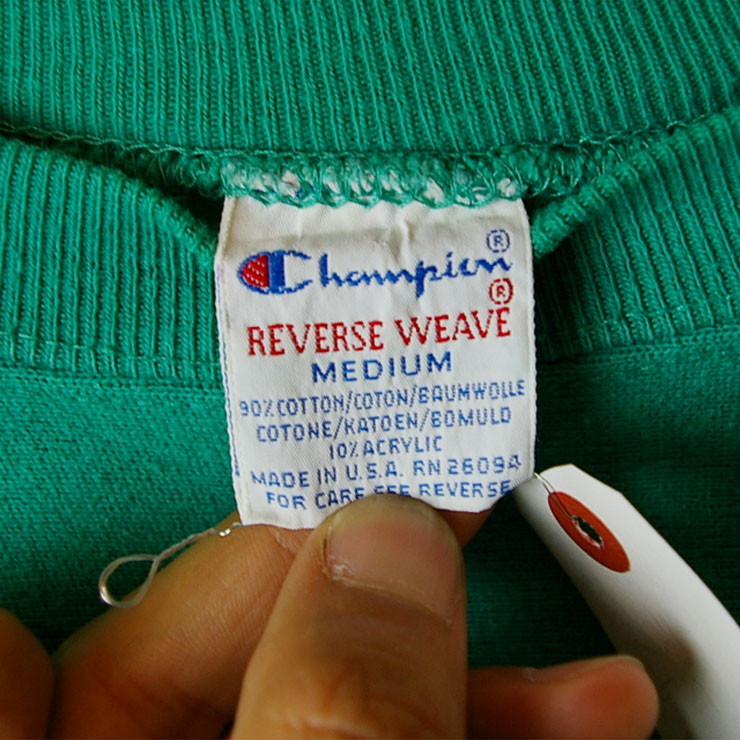 Champion ®
®
REVERSE WEAVE
MEDIUM
90% COTTON/COTON/BAUMWOLLE
COTONE/KATOEN/BOMULD
10% ACRYLIC
MADE IN U.S.A. RN 26094
FOR CARE SEE REVERSE